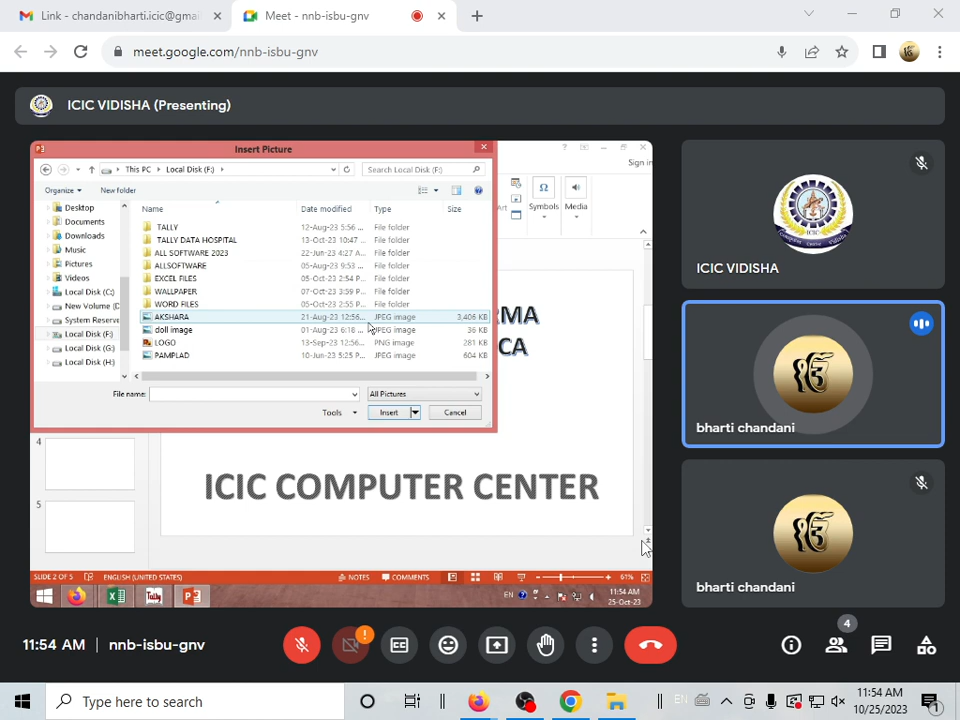 Link - chandanibharti.icic@gmai
Meet - nnb-isbu-gnv
meet.google.com/nnb-isbu-gnv
ICIC VIDISHA (Presenting)
Insert Picture
This PC
Local Disk (F:)
Search Local Disk (F:)
Sign in
Organize
New folder
Symbols
Media
Name
Date modified
Type
Size
Desktop
Documents
Downloads
Music
Pictures
Videos
Local Disk (C:)
New Volume (D
System Reserve
Local Disk (F:)
Local Disk (G:)
Local Disk (H:)
TALLY 12-Aug-23 5:56 ... File folder
TALLY DATA HOSPITAL 13-Oct-23 10:47 ... File folder
ALL SOFTWARE 2023 22-Jun-23 4:27 A... File folder
ALLSOFTWARE 05-Aug-23 9:53 ... File folder
EXCEL FILES 05-Oct-23 2:54 P... File folder
WALLPAPER 07-Oct-23 3:59 P... File folder
WORD FILES 05-Oct-23 2:55 P... File folder
AKSHARA 21-Aug-23 12:56... JPEG image 3,406 KB
doll image 01-Aug-23 6:18 ... JPEG image 36 KB
LOGO 13-Sep-23 12:56... PNG image 281 KB
PAMPLAD 10-Jun-23 5:25 P... JPEG image 604 KB
File name:
All Pictures
Tools
Insert
Cancel
RMA
CA
4
5
ICIC COMPUTER CENTER
SLIDE 2 OF 5
ENGLISH (UNITED STATES)
NOTES
COMMENTS
61%
EN
11:54 AM
25-Oct-23
ICIC VIDISHA
bharti chandani
bharti chandani
11:54 AM | nnb-isbu-gnv
4
Type here to search
EN
11:54 AM
10/25/2023
1